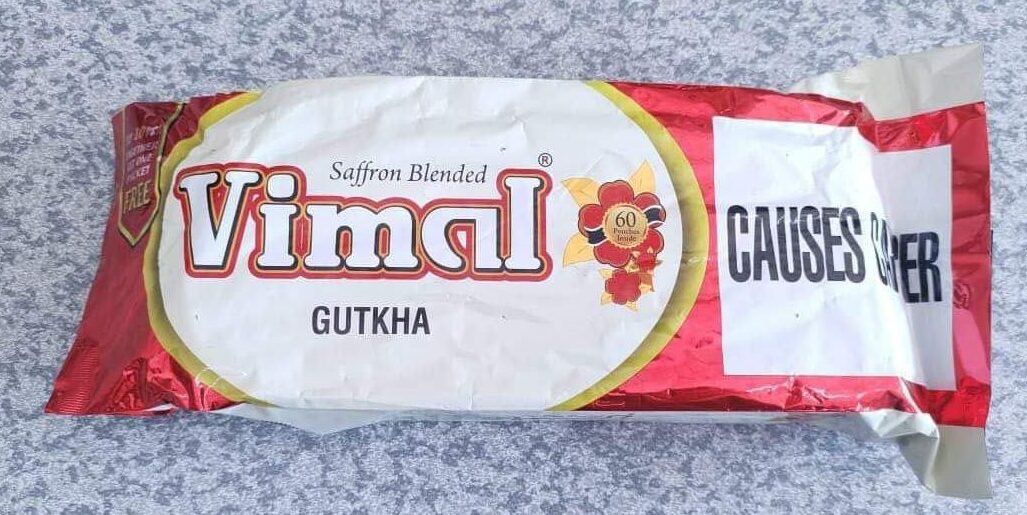 FREE
Saffron Blended
®
Vimal
GUTKHA
60
Pouches
Inside
CAUSES